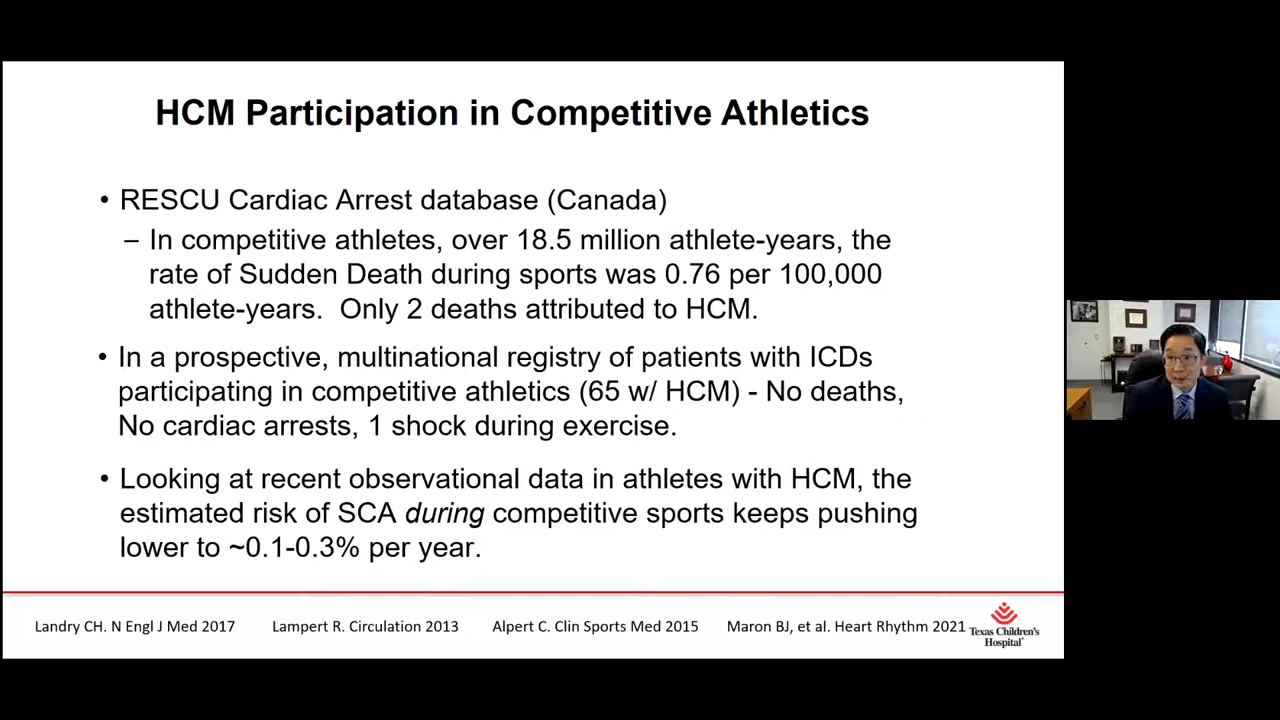 HCM Participation in Competitive Athletics
• RESCU Cardiac Arrest database (Canada)
– In competitive athletes, over 18.5 million athlete-years, the
rate of Sudden Death during sports was 0.76 per 100,000
athlete-years.  Only 2 deaths attributed to HCM.
• In a prospective, multinational registry of patients with ICDs
participating in competitive athletics (65 w/ HCM) - No deaths,
No cardiac arrests, 1 shock during exercise.
• Looking at recent observational data in athletes with HCM, the
estimated risk of SCA during competitive sports keeps pushing
lower to ~0.1-0.3% per year.
Landry CH. N Engl J Med 2017 Lampert R. Circulation 2013 Alpert C. Clin Sports Med 2015 Maron BJ, et al. Heart Rhythm 2021
Texas Children's
Hospital